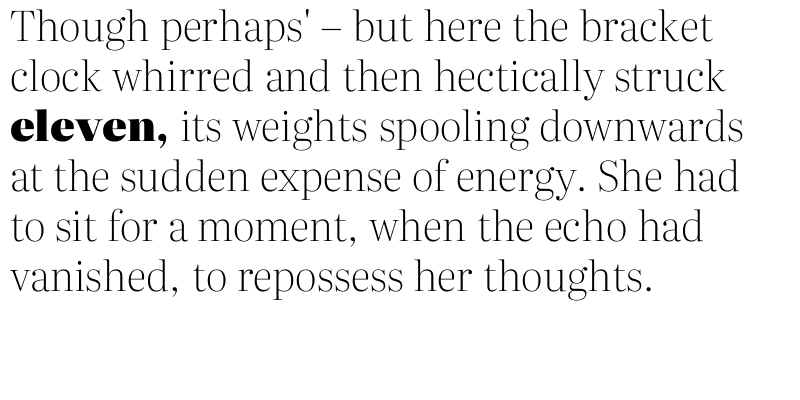 Though perhaps' – but here the bracket
clock whirred and then hectically struck
eleven, its weights spooling downwards
at the sudden expense of energy. She had
to sit for a moment, when the echo had
vanished, to repossess her thoughts.